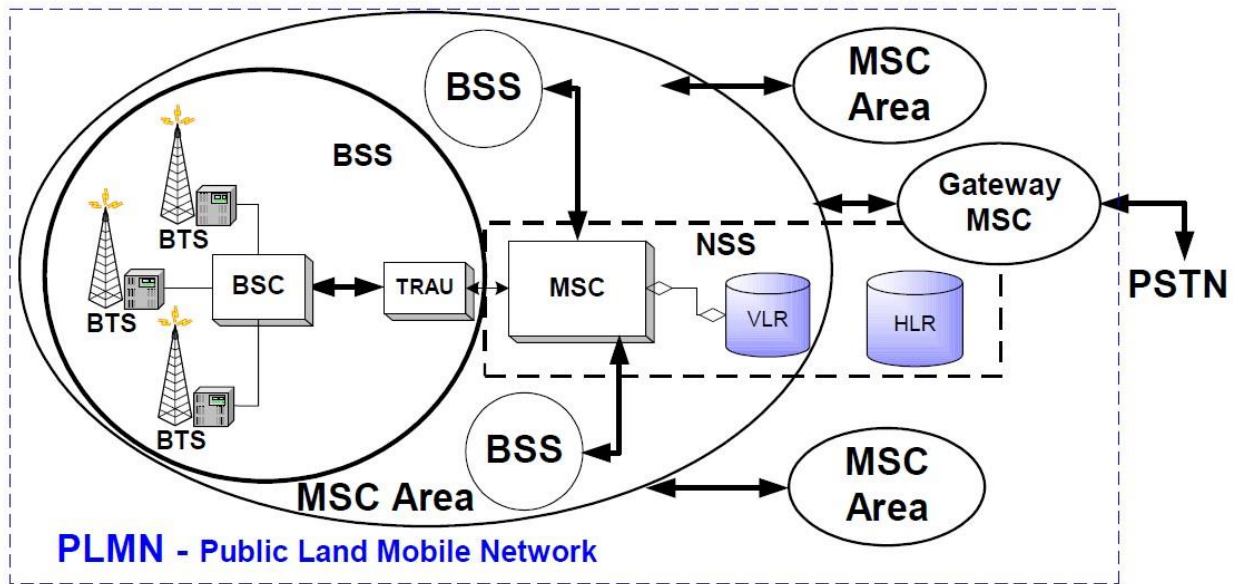 BSS
MSC
Area
BSS
Gateway
MSC
BTS
NSS
PSTN
BTS
BSC
TRAU
MSC
VLR
HLR
BTS
BSS
MSC
Area
MSC Area
PLMN - Public Land Mobile Network